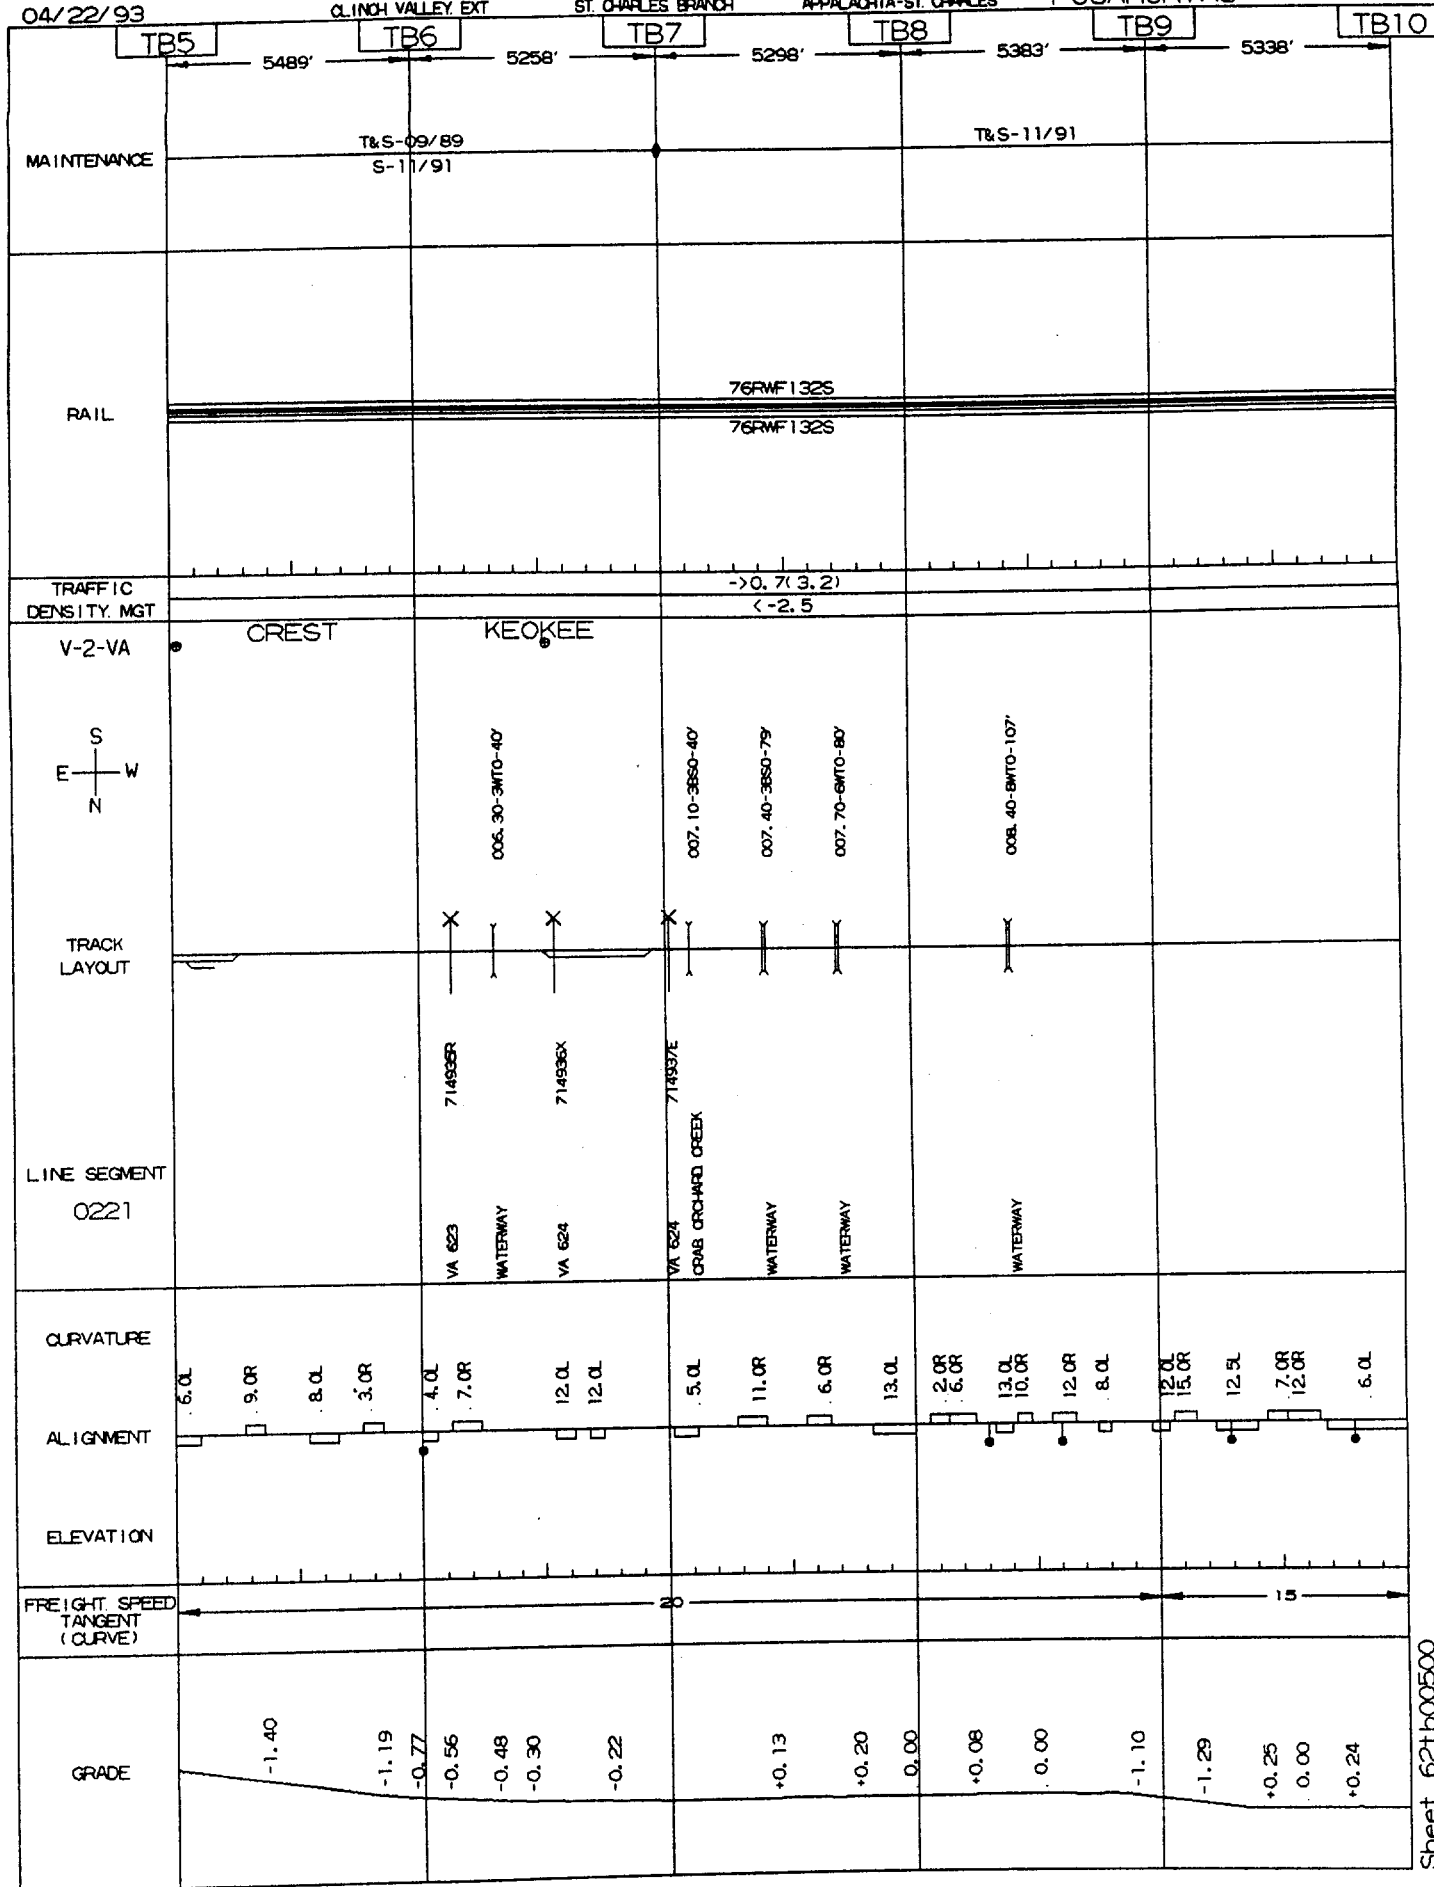 04/22/93 CLINCH VALLEY. EXT ST. CHARLES BRANCH APPALACHIA-ST. CHARLES POCAHONTAS
TB5 TB6 TB7 TB8 TB9 TB10
5489' 5258' 5298' 5383' 5338'
MAINTENANCE
T&S-09/89
S-11/91
T&S-11/91
RAIL
76RWF132S
76RWF132S
TRAFFIC
DENSITY. MGT
->0.7(3.2)
<-2.5
V-2-VA
CREST KEOKEE
S
E W
N
006.30-3WTO-40' 007.10-3BSO-40' 007.40-3BSO-79' 007.70-6WTO-80' 008.40-8WTO-107'
TRACK
LAYOUT
714935R 714936X 714937E
LINE SEGMENT
0221
VA 623 WATERWAY VA 624 VA 624 CRAB ORCHARD CREEK WATERWAY WATERWAY WATERWAY
CURVATURE
6.0L 9.0R 8.0L 3.0R 4.0L 7.0R 12.0L 12.0L 5.0L 11.0R 6.0R 13.0L 2.0R 6.0R 13.0L 10.0R 12.0R 8.0L 12.0L 15.0R 12.5L 7.0R 12.0R 6.0L
ALIGNMENT
ELEVATION
FREIGHT. SPEED
TANGENT
(CURVE)
20 15
GRADE
-1.40 -1.19 -0.77 -0.56 -0.48 -0.30 -0.22 +0.13 +0.20 0.00 +0.08 0.00 -1.10 -1.29 +0.25 0.00 +0.24
Sheet 62tb00500